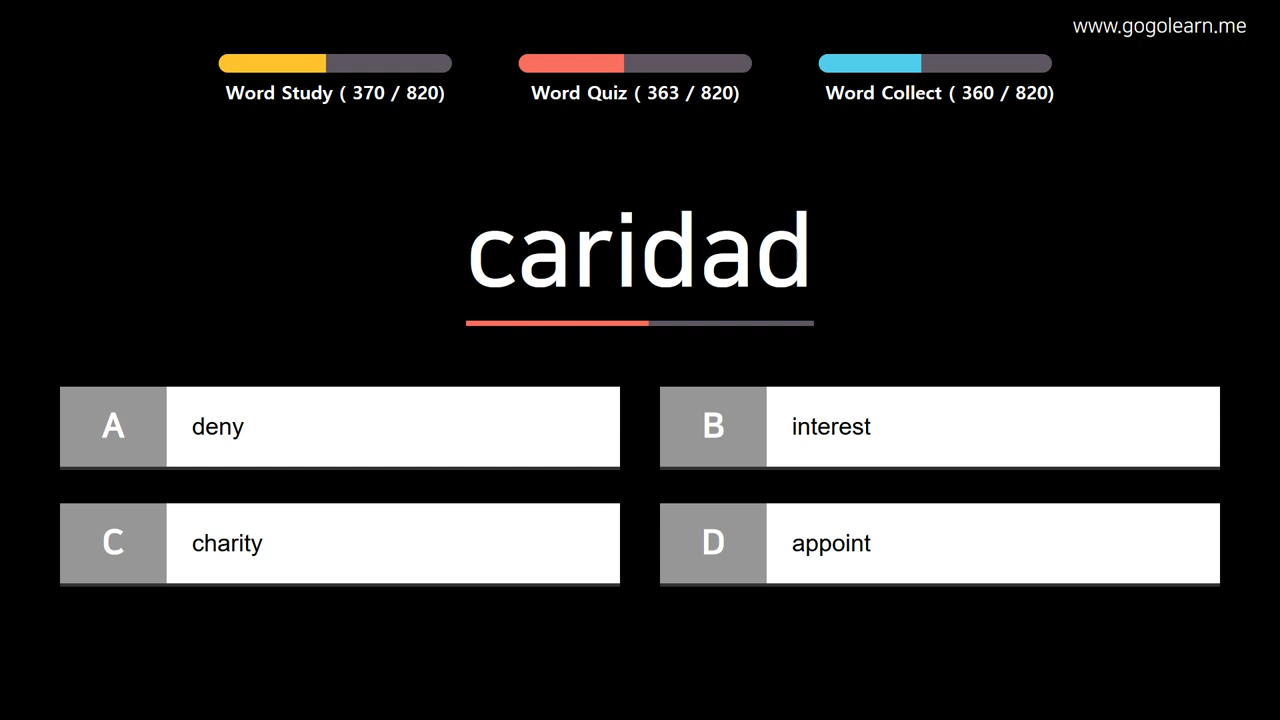 www.gogolearn.me
Word Study ( 370 / 820)
Word Quiz ( 363 / 820)
Word Collect ( 360 / 820)
caridad
A deny
B interest
C charity
D appoint